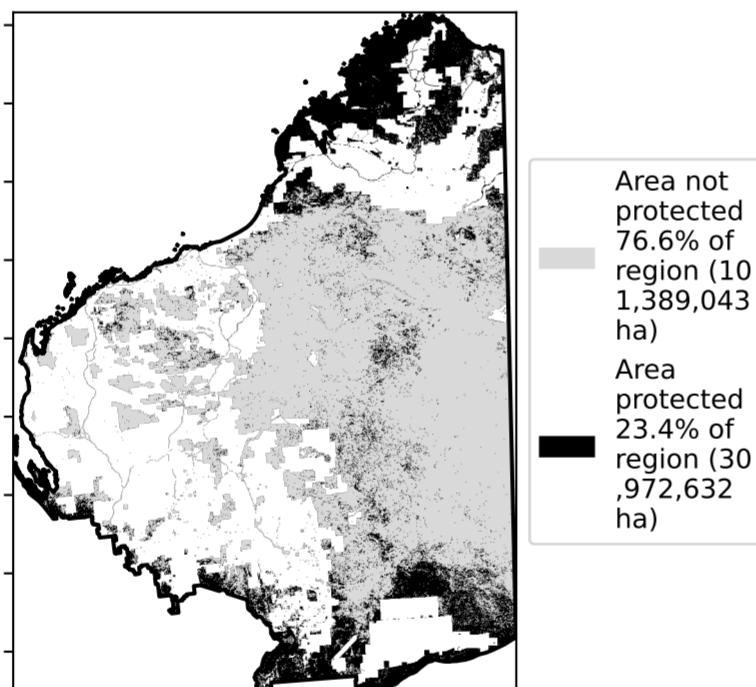 Area not
protected
76.6% of
region (10
1,389,043
ha)
Area
protected
23.4% of
region (30
,972,632
ha)